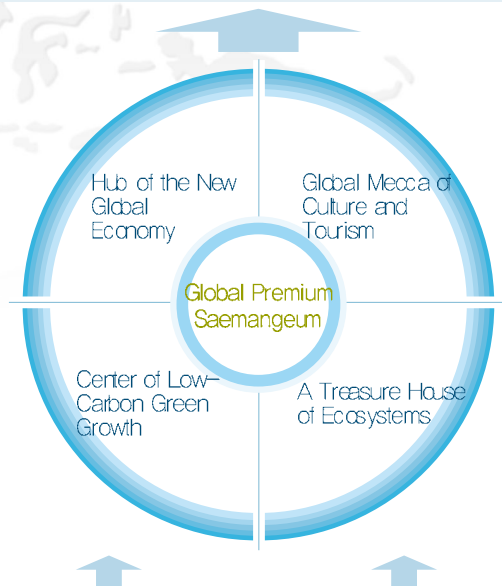 Hub of the New
Global
Economy
Global Mecca of
Culture and
Tourism
Global Premium
Saemangeum
Center of Low-
Carbon Green
Growth
A Treasure House
of Ecosystems